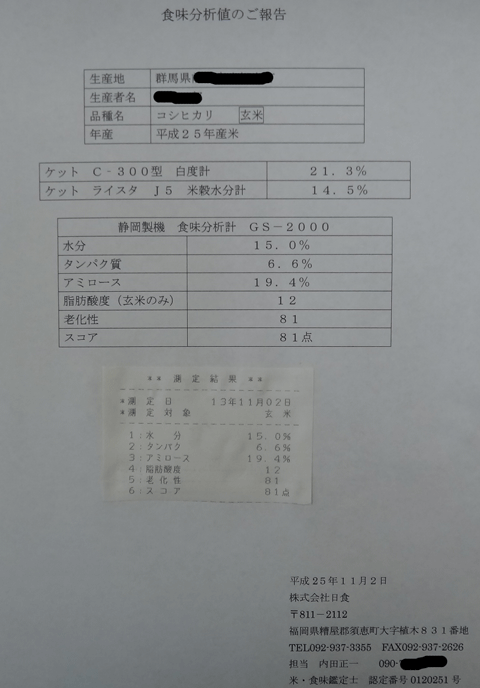 食味分析値のご報告
生産地 群馬県
生産者名
品種名 コシヒカリ 玄米
年産 平成２５年産米
ケット Ｃ‐３００型 白度計 ２１．３％
ケット ライスタ Ｊ５ 米穀水分計 １４．５％
静岡製機 食味分析計 ＧＳ－２０００
水分 １５．０％
タンパク質 ６．６％
アミロース １９．４％
脂肪酸度（玄米のみ） １２
老化性 ８１
スコア ８１点
** 測定結果 **
*測定日 13年11月02日
*測定対象 玄米
1:水分 15.0%
2:タンパク 6.6%
3:アミロース 19.4%
4:脂肪酸度 12
5:老化性 81
6:スコア 81点
平成２５年１１月２日
株式会社日食
〒811－2112
福岡県糟屋郡須恵町大字植木８３１番地
TEL092-937-3355 FAX092-937-2626
担当 内田正一 090-
米・食味鑑定士 認定番号 0120251 号